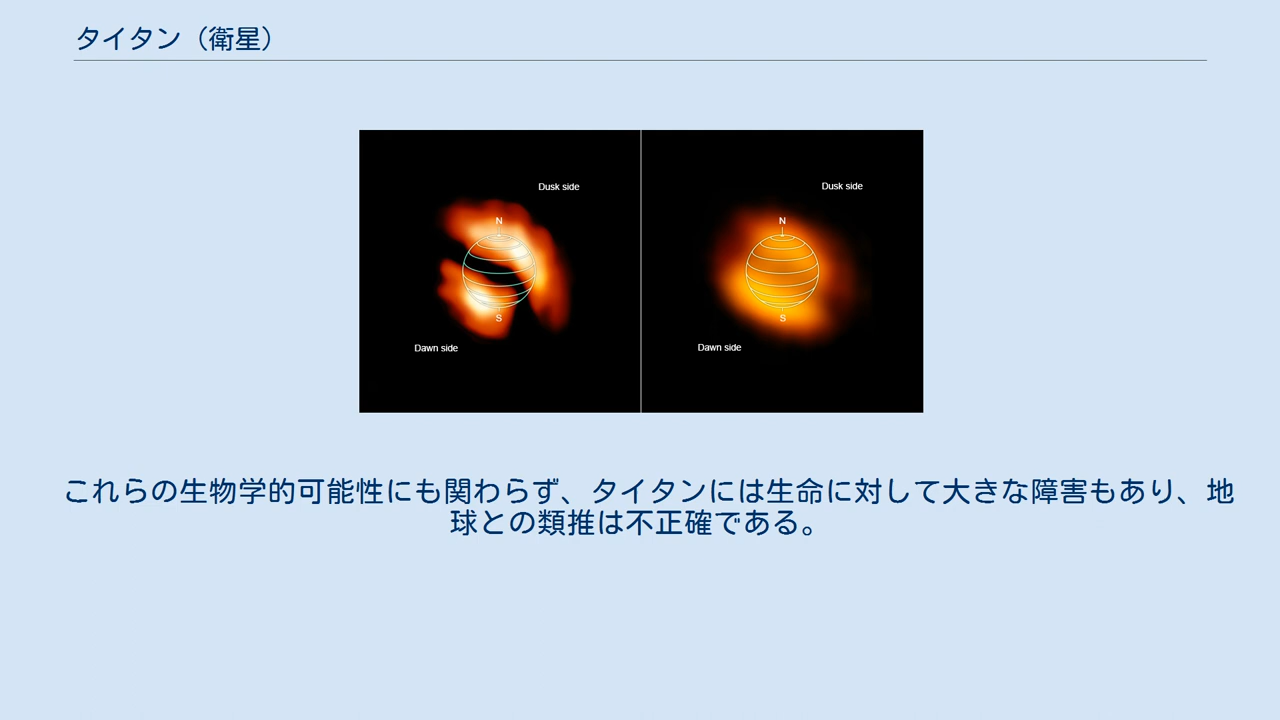 タイタン（衛星）
Dusk side
N
S
Dawn side
Dusk side
N
S
Dawn side
これらの生物学的可能性にも関わらず、タイタンには生命に対して大きな障害もあり、地
球との類推は不正確である。